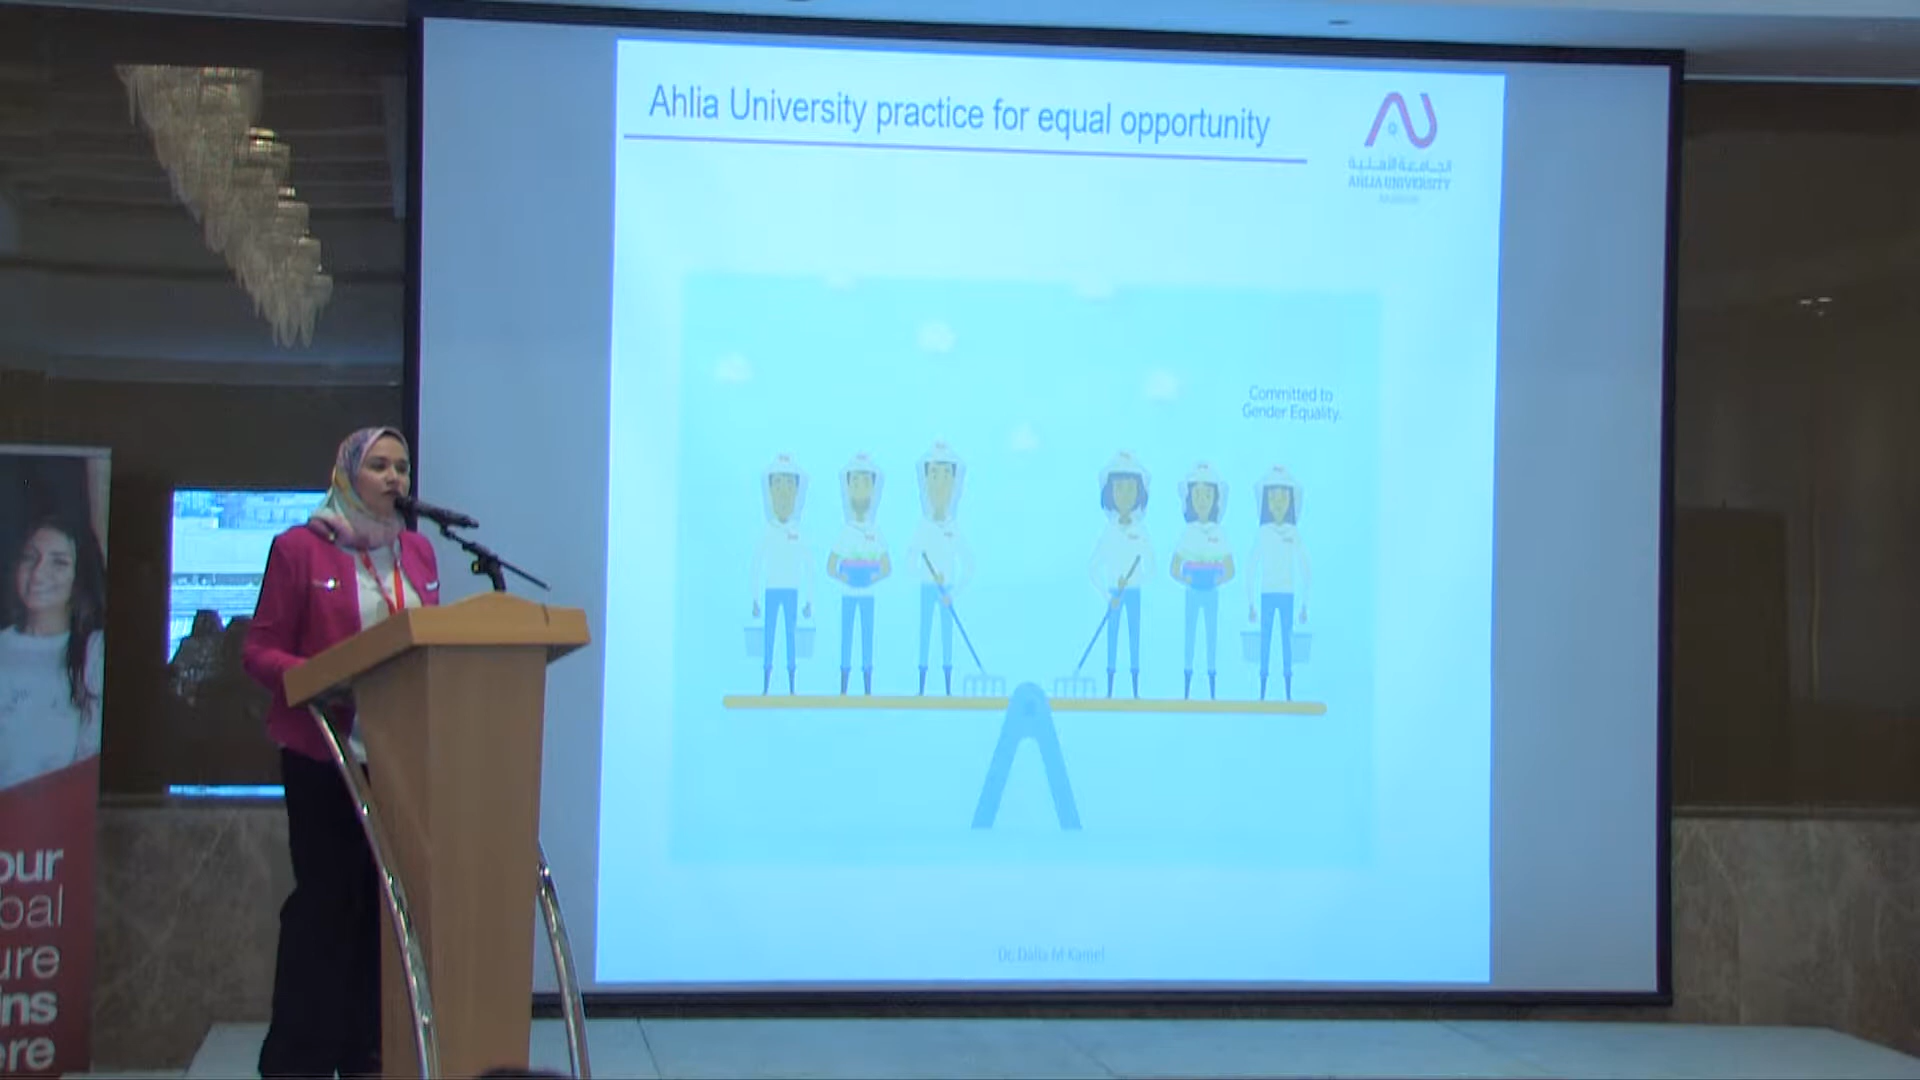 Ahlia University practice for equal opportunity
الجامعة الأهلية
AHLIA UNIVERSITY
Committed to
Gender Equality.
Dr. Dalia M Kamel
our
bal
ure
ins
ere